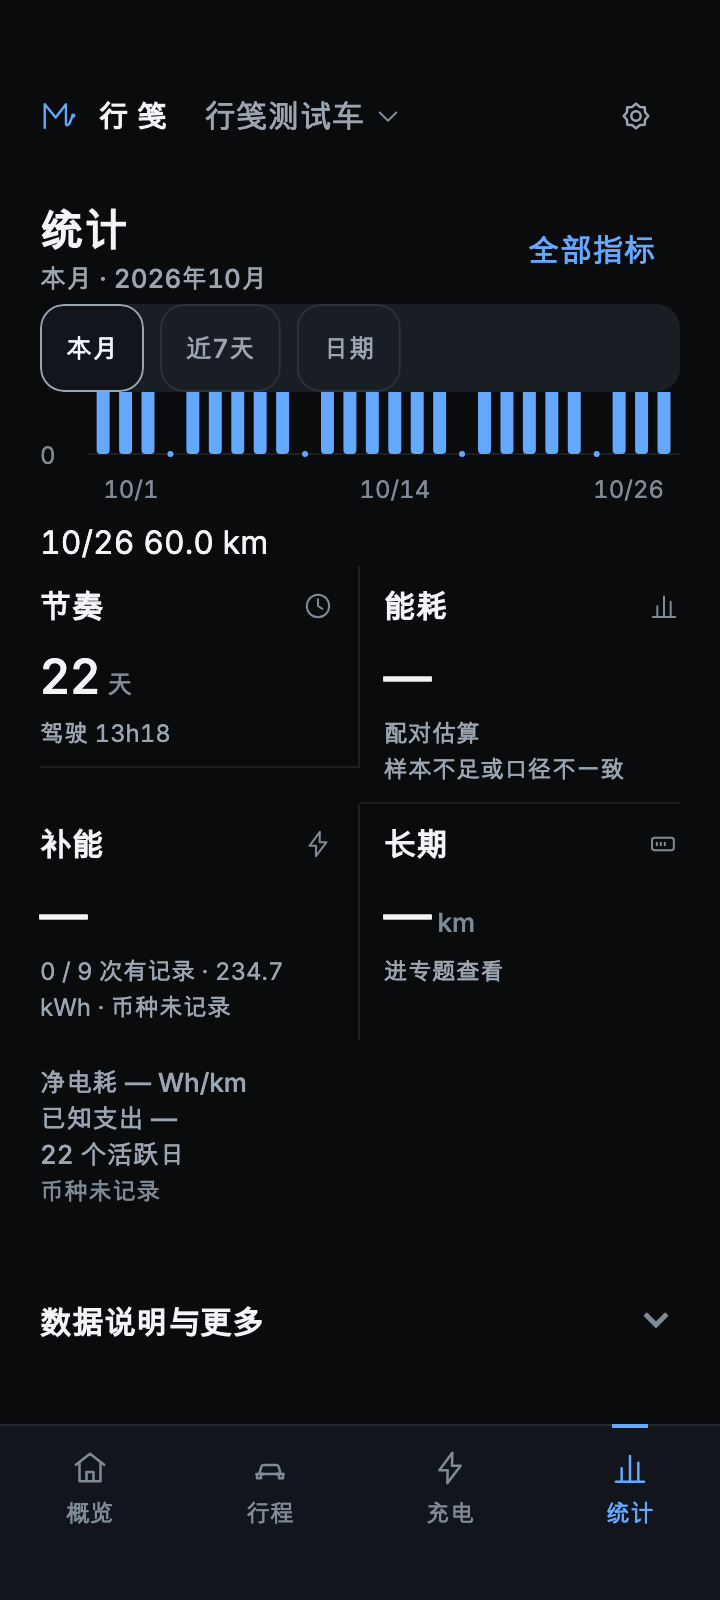 行笺 行笺测试车
统计
全部指标
本月 · 2026年10月
本月 近7天 日期
0
10/1 10/14 10/26
10/26 60.0 km
节奏
22 天
驾驶 13h18
能耗
—
配对估算
样本不足或口径不一致
补能
—
0 / 9 次有记录 · 234.7
kWh · 币种未记录
长期
— km
进专题查看
净电耗 — Wh/km
已知支出 —
22 个活跃日
币种未记录
数据说明与更多
概览 行程 充电 统计